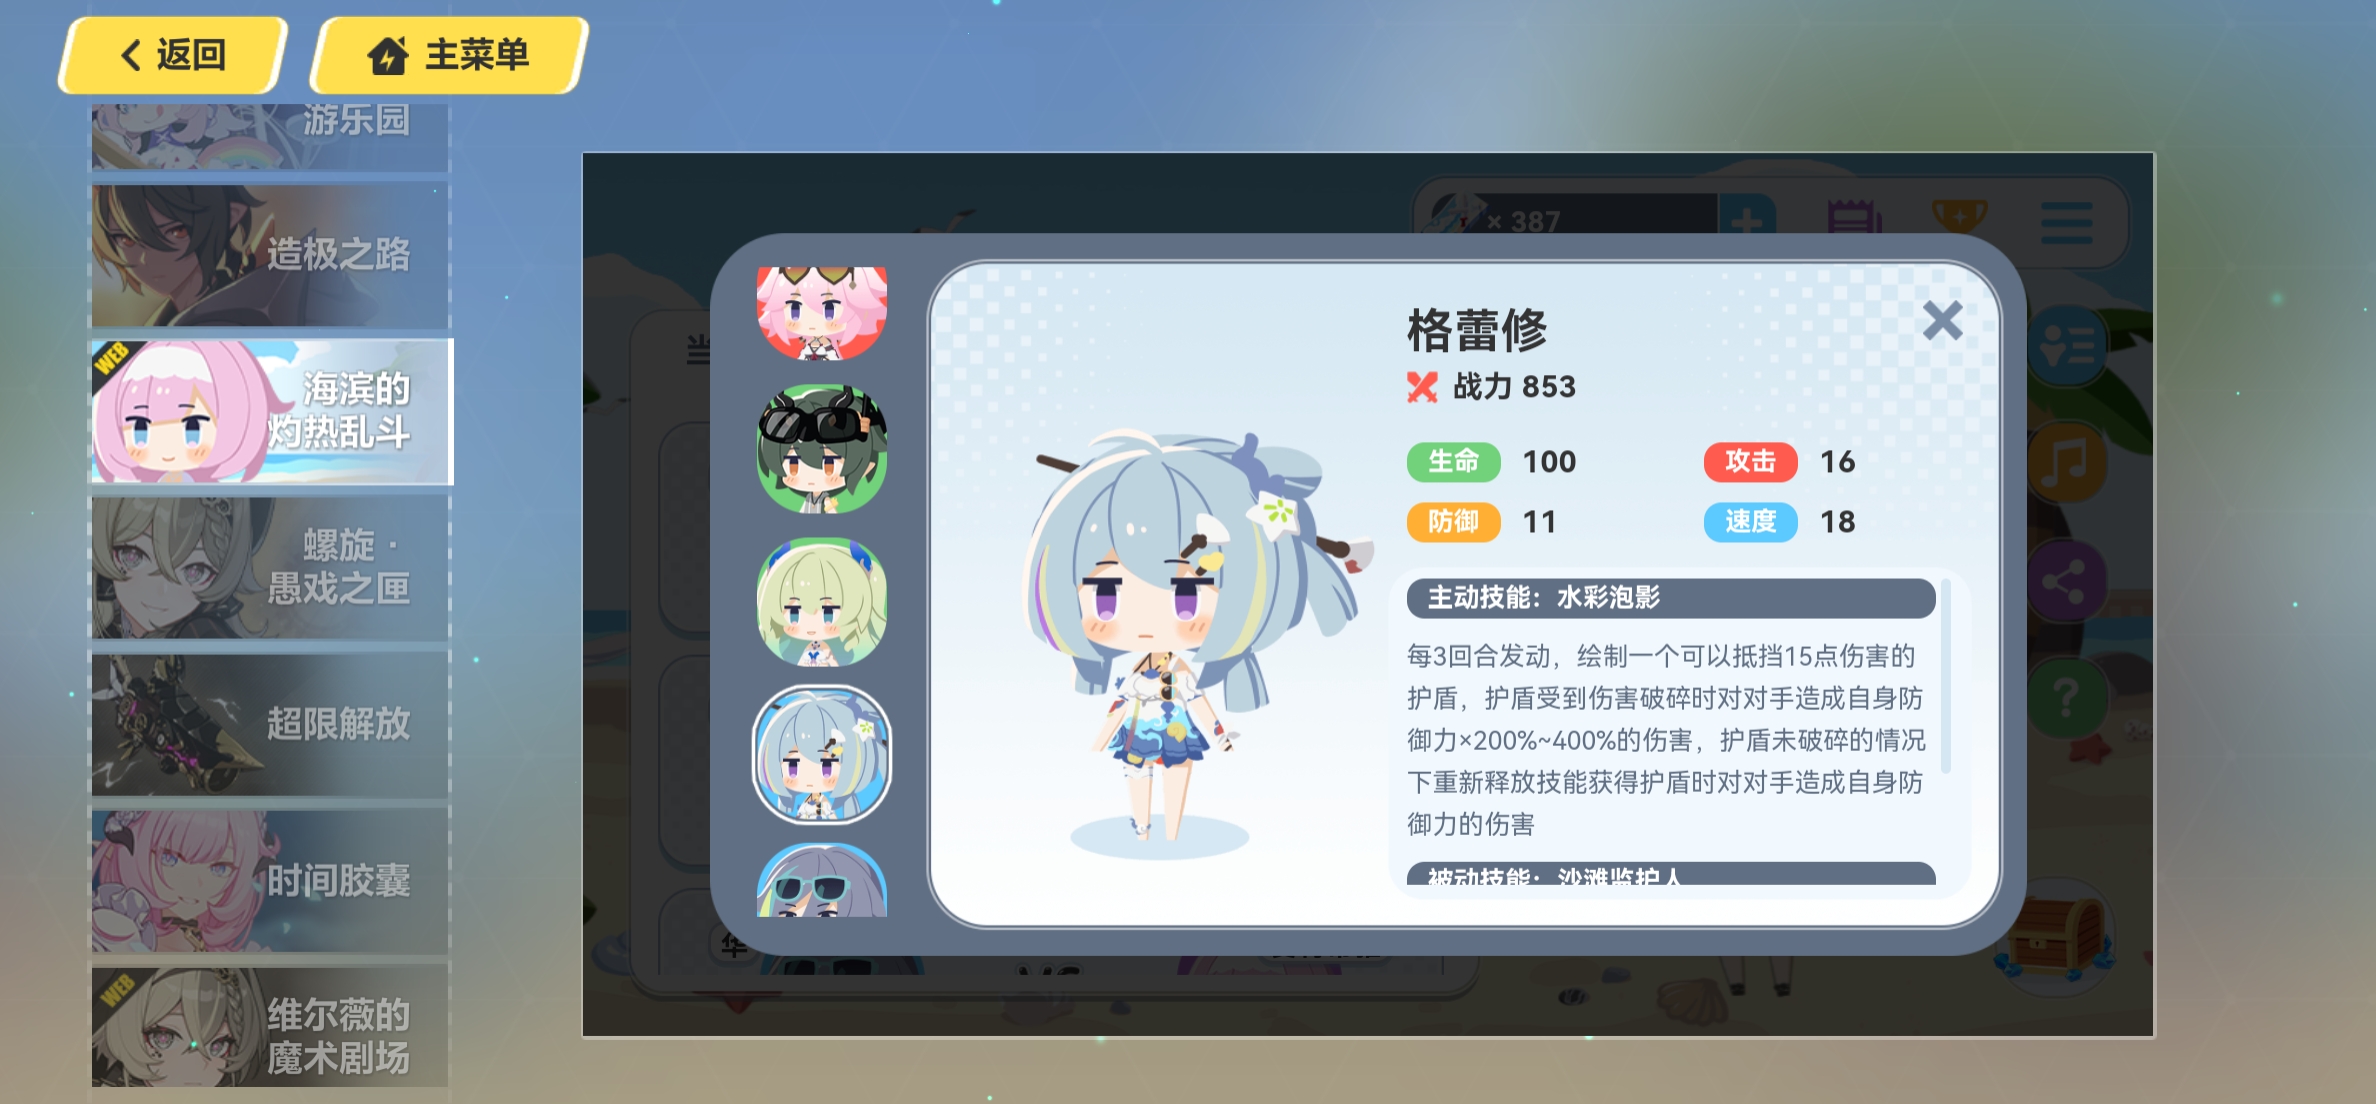 返回
主菜单
游乐园
造极之路
WEB
海滨的
灼热乱斗
螺旋·
愚戏之匣
超限解放
时间胶囊
WEB
维尔薇的
魔术剧场
× 387
当
格蕾修
战力 853
生命 100
攻击 16
防御 11
速度 18
主动技能：水彩泡影
每3回合发动，绘制一个可以抵挡15点伤害的
护盾，护盾受到伤害破碎时对对手造成自身防
御力×200%~400%的伤害，护盾未破碎的情况
下重新释放技能获得护盾时对对手造成自身防
御力的伤害
被动技能：沙滩监护人
华
VS